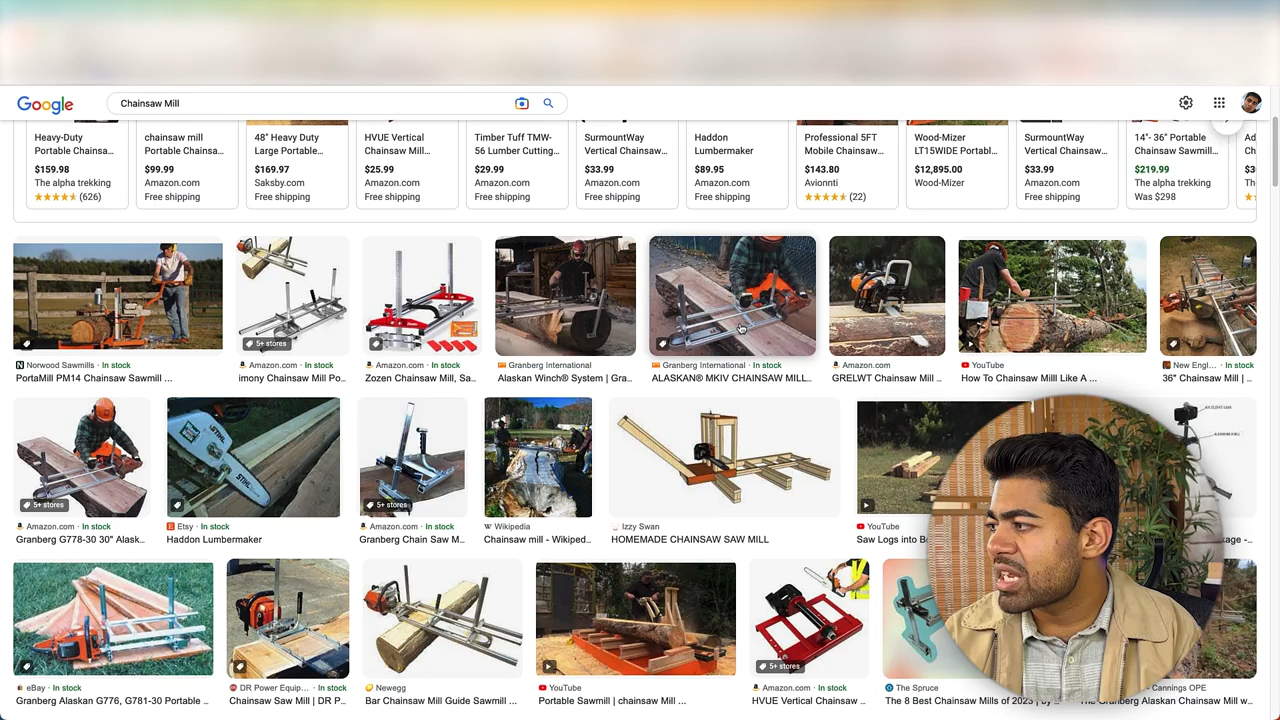 Google
Chainsaw Mill
Heavy-Duty
Portable Chainsa...
$159.98
The alpha trekking
(626)
chainsaw mill
Portable Chainsa...
$99.99
Amazon.com
Free shipping
48" Heavy Duty
Large Portable...
$169.97
Saksby.com
Free shipping
HVUE Vertical
Chainsaw Mill...
$25.99
Amazon.com
Free shipping
Timber Tuff TMW-
56 Lumber Cutting...
$29.99
Amazon.com
Free shipping
SurmountWay
Vertical Chainsaw...
$33.99
Amazon.com
Free shipping
Haddon
Lumbermaker
$89.95
Amazon.com
Free shipping
Professional 5FT
Mobile Chainsaw...
$143.80
Avionnti
(22)
Wood-Mizer
LT15WIDE Portabl...
$12,895.00
Wood-Mizer
SurmountWay
Vertical Chainsaw...
$33.99
Amazon.com
Free shipping
14"- 36" Portable
Chainsaw Sawmill...
$219.99
The alpha trekking
Was $298
Norwood Sawmills · In stock
PortaMill PM14 Chainsaw Sawmill ...
5+ stores
Amazon.com · In stock
imony Chainsaw Mill Po...
Amazon.com · In stock
Zozen Chainsaw Mill, Sa...
Granberg International
Alaskan Winch® System | Gra...
Granberg International · In stock
ALASKAN® MKIV CHAINSAW MILL...
Amazon.com
GRELWT Chainsaw Mill ...
YouTube
How To Chainsaw Milll Like A ...
New Engl... · In stock
36" Chainsaw Mill | ...
5+ stores
Amazon.com · In stock
Granberg G778-30 30" Alask...
Etsy · In stock
Haddon Lumbermaker
5+ stores
Amazon.com · In stock
Granberg Chain Saw M...
W Wikipedia
Chainsaw mill - Wikiped...
Izzy Swan
HOMEMADE CHAINSAW SAW MILL
YouTube
Saw Logs into B
eBay · In stock
Granberg Alaskan G776, G781-30 Portable ...
DR Power Equip... · In stock
Chainsaw Saw Mill | DR P...
Newegg
Bar Chainsaw Mill Guide Sawmill ...
YouTube
Portable Sawmill | chainsaw Mill ...
5+ stores
Amazon.com · In stock
HVUE Vertical Chainsaw ...
The Spruce
The 8 Best Chainsaw Mills of 2023 | by ...
Cannings OPE
The Granberg Alaskan Chainsaw Mill w...